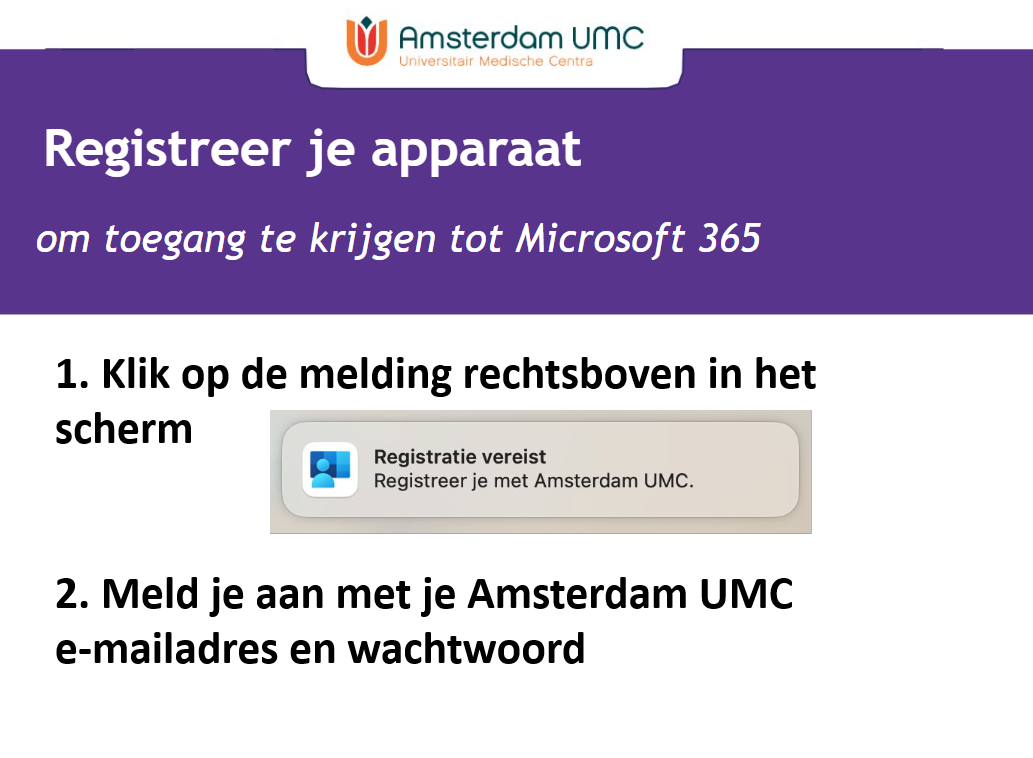 Amsterdam UMC
Universitair Medische Centra
Registreer je apparaat
om toegang te krijgen tot Microsoft 365
1. Klik op de melding rechtsboven in het
scherm
Registratie vereist
Registreer je met Amsterdam UMC.
2. Meld je aan met je Amsterdam UMC
e-mailadres en wachtwoord